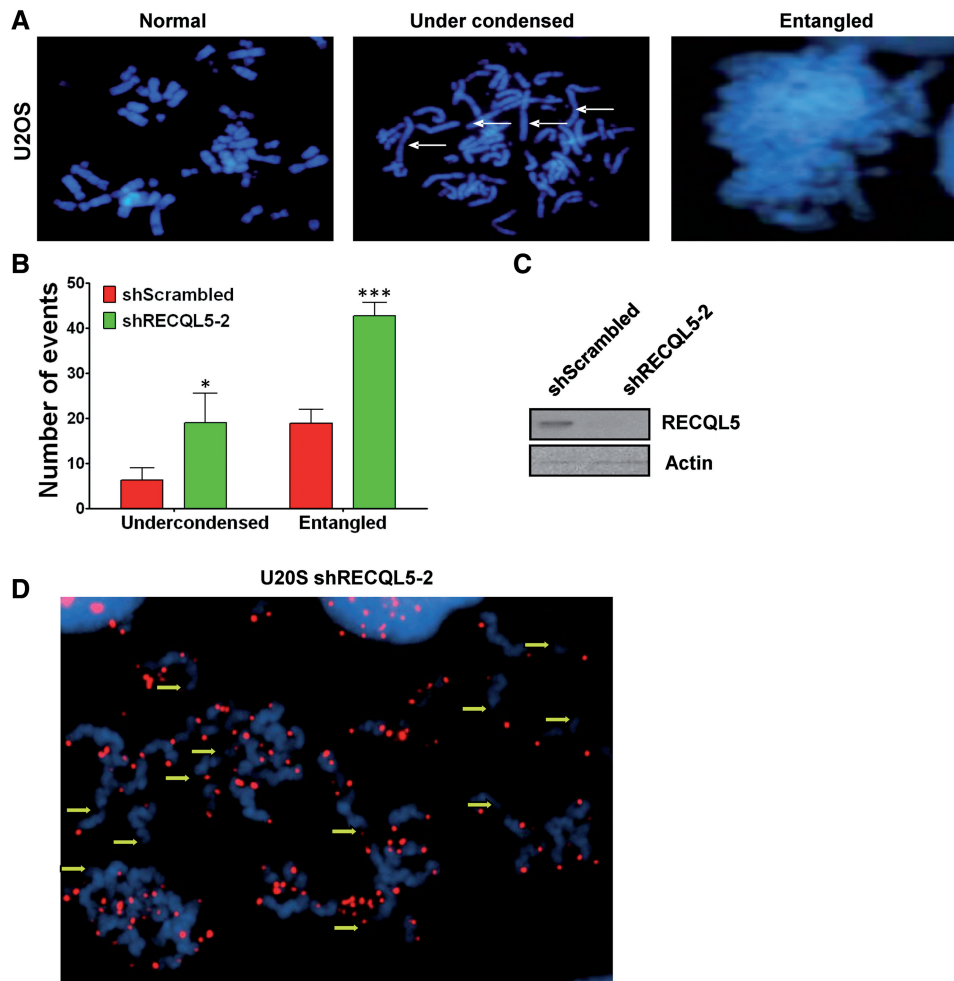 A
Normal
Under condensed
Entangled
U2OS
B
C
Number of events
50
40
30
20
10
0
shScrambled
shRECQL5-2
*
***
Undercondensed
Entangled
shScrambled
shRECQL5-2
RECQL5
Actin
D
U20S shRECQL5-2